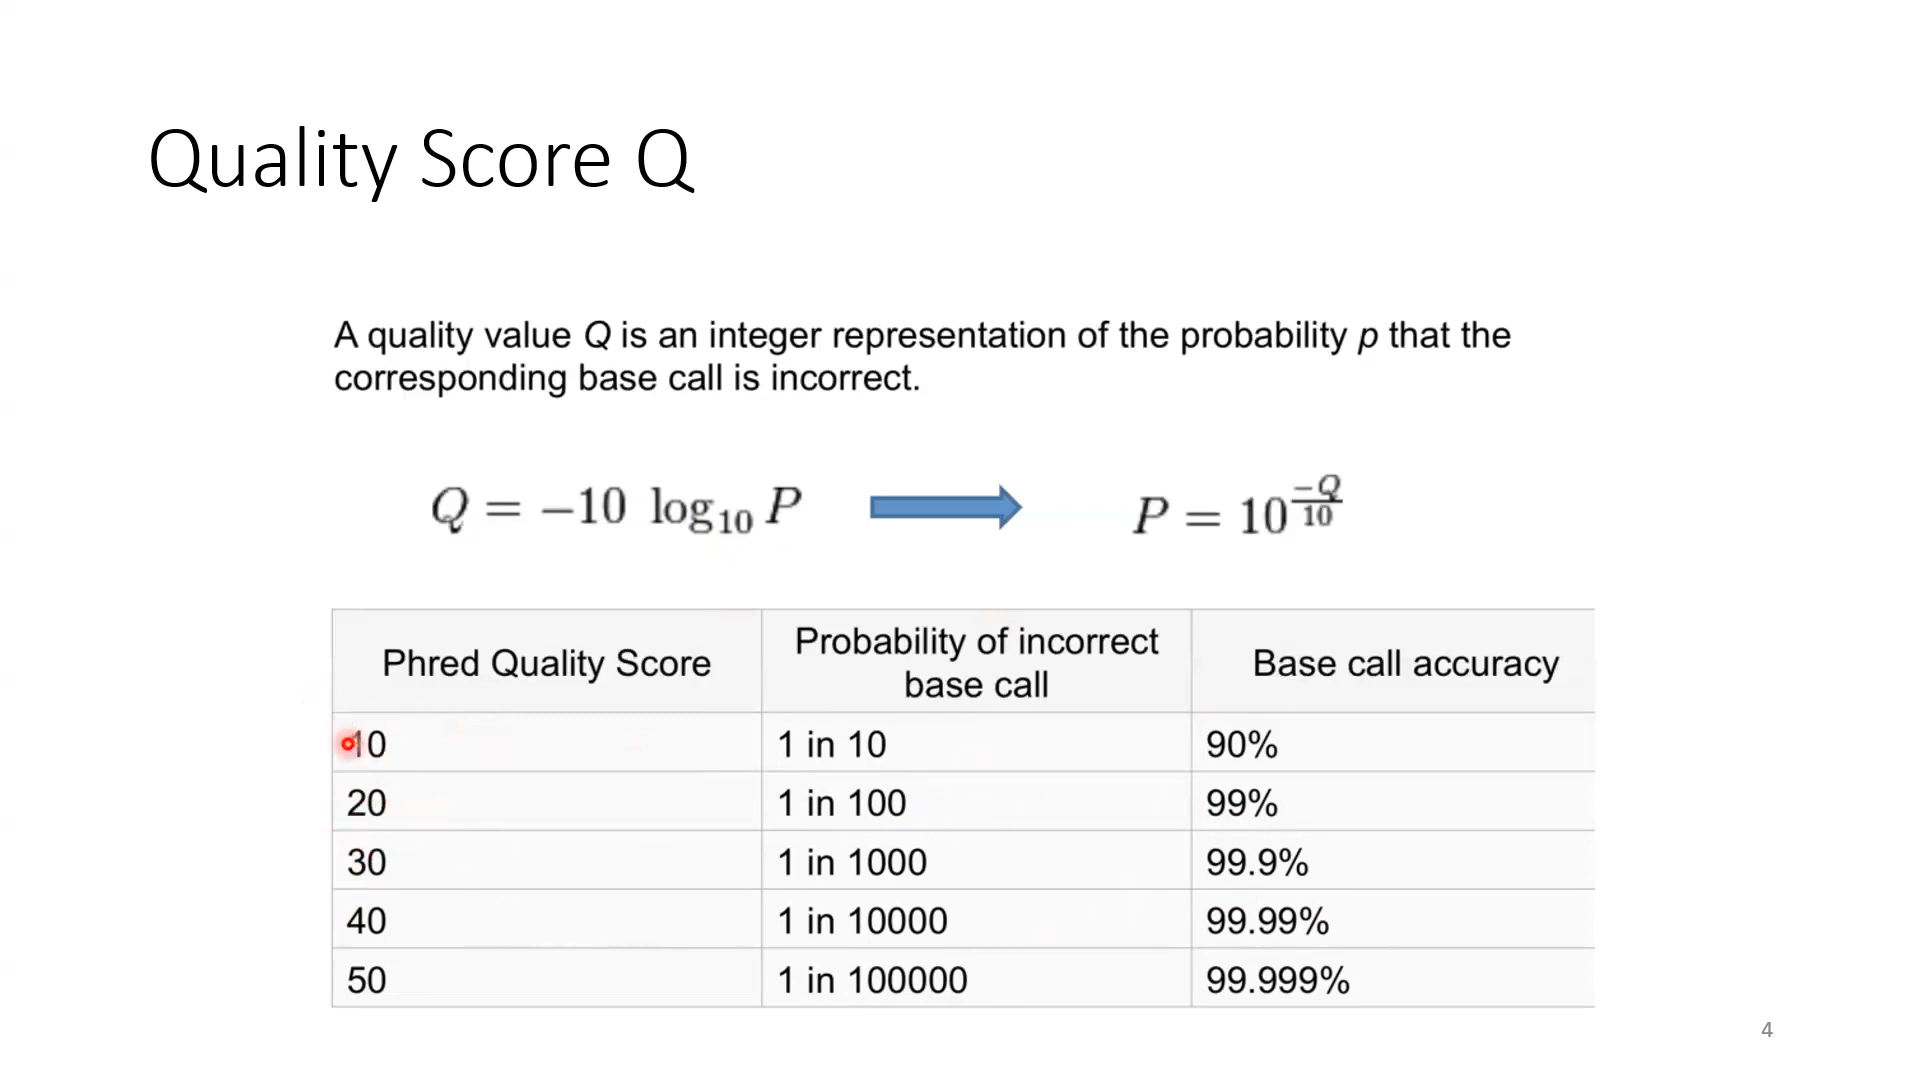 Quality Score Q
A quality value Q is an integer representation of the probability p that the
corresponding base call is incorrect.
Q = −10 log₁₀ P
P = 10^(−Q/10)
Phred Quality Score
Probability of incorrect
base call
Base call accuracy
10 1 in 10 90%
20 1 in 100 99%
30 1 in 1000 99.9%
40 1 in 10000 99.99%
50 1 in 100000 99.999%
4